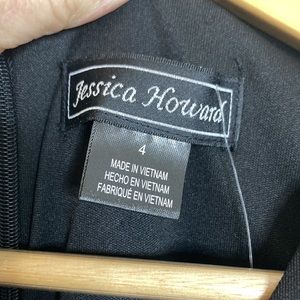 Jessica Howard
4
MADE IN VIETNAM
HECHO EN VIETNAM
FABRIQUÉ EN VIETNAM